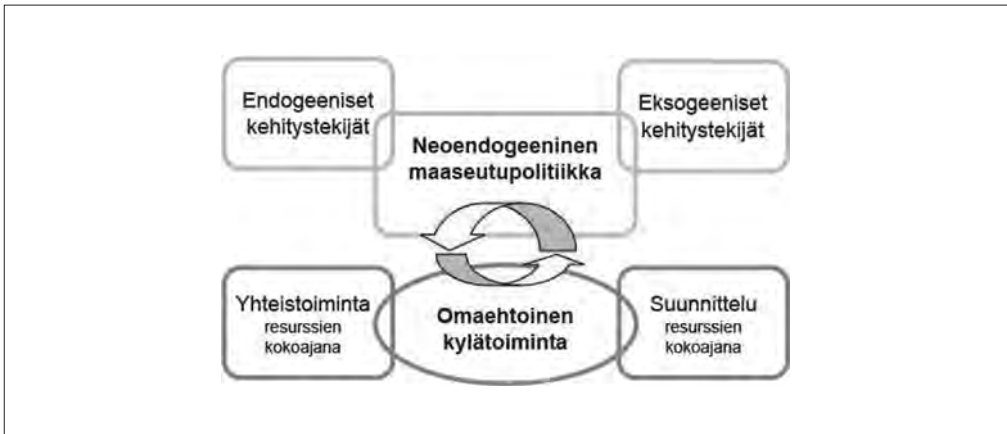 Endogeeniset
kehitystekijät
Eksogeeniset
kehitystekijät
Neoendogeeninen
maaseutupolitiikka
Yhteistoiminta
resurssien
kokoajana
Omaehtoinen
kylätoiminta
Suunnittelu
resurssien
kokoajana